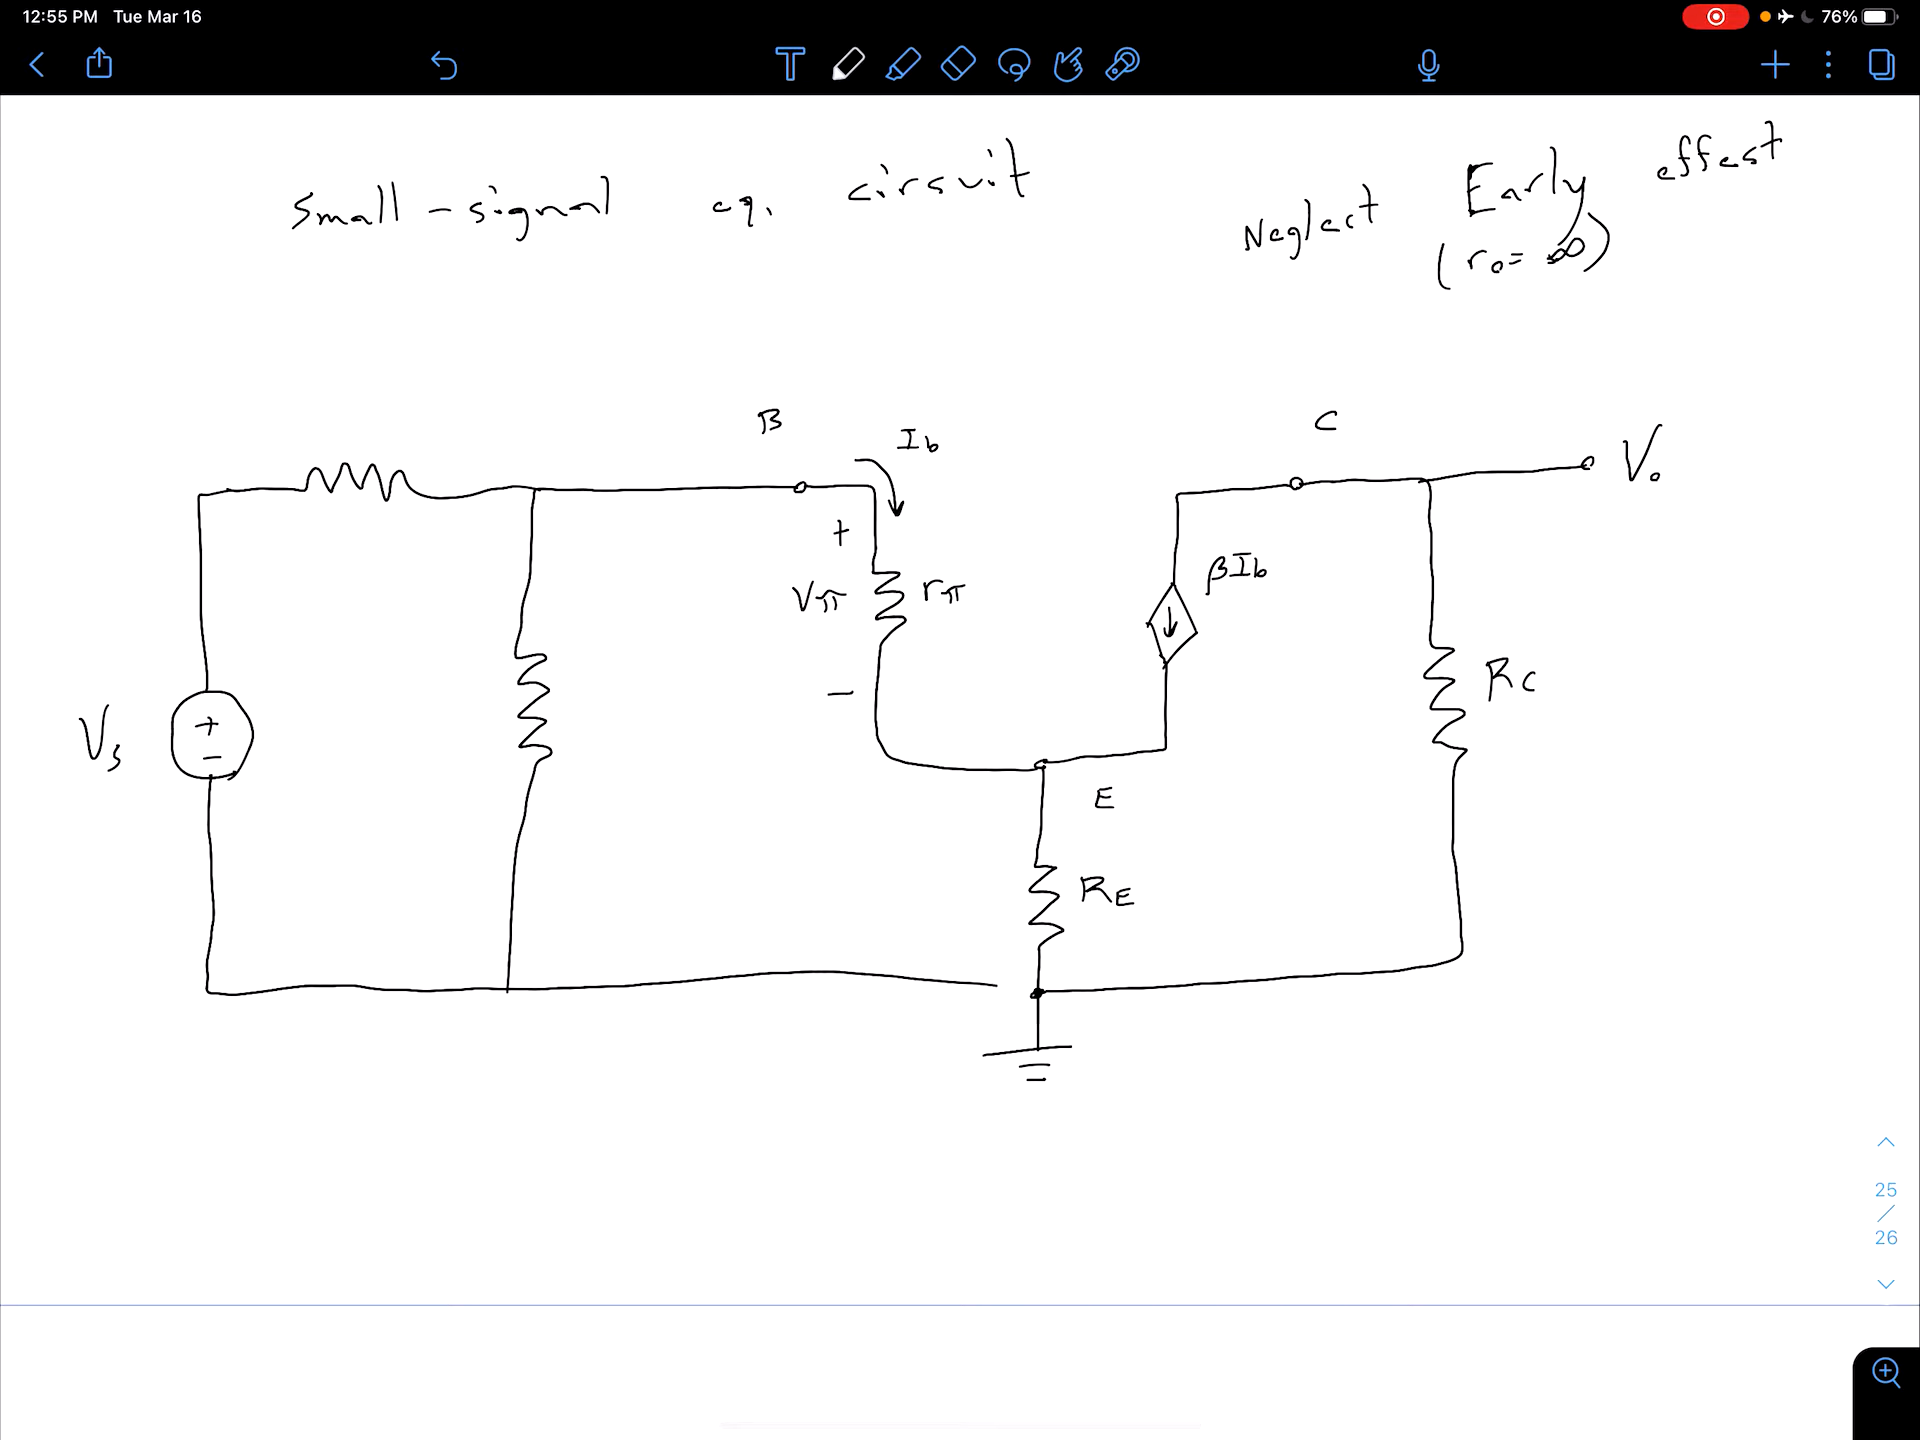 12:55 PM Tue Mar 16
76%
T
small-signal eq. circuit
Neglect Early effect
(ro = ∞)
B
Ib
C
Vo
+
Vπ
rπ
−
βIb
Rc
Vs
+
−
E
RE
25
/
26